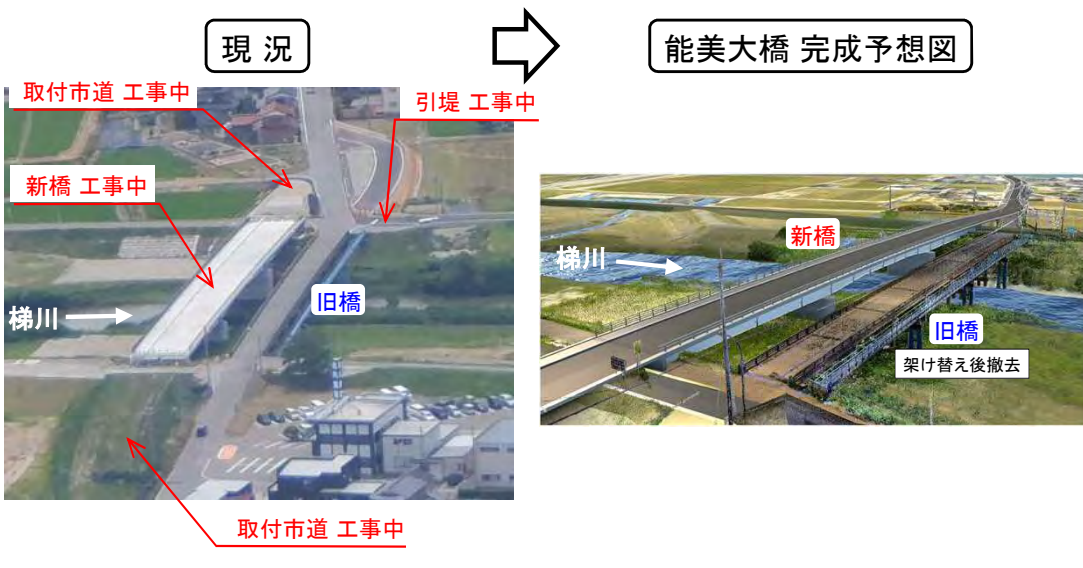 現 況
能美大橋 完成予想図
取付市道 工事中
引堤 工事中
新橋 工事中
旧橋
梯川
取付市道 工事中
新橋
梯川
旧橋
架け替え後撤去